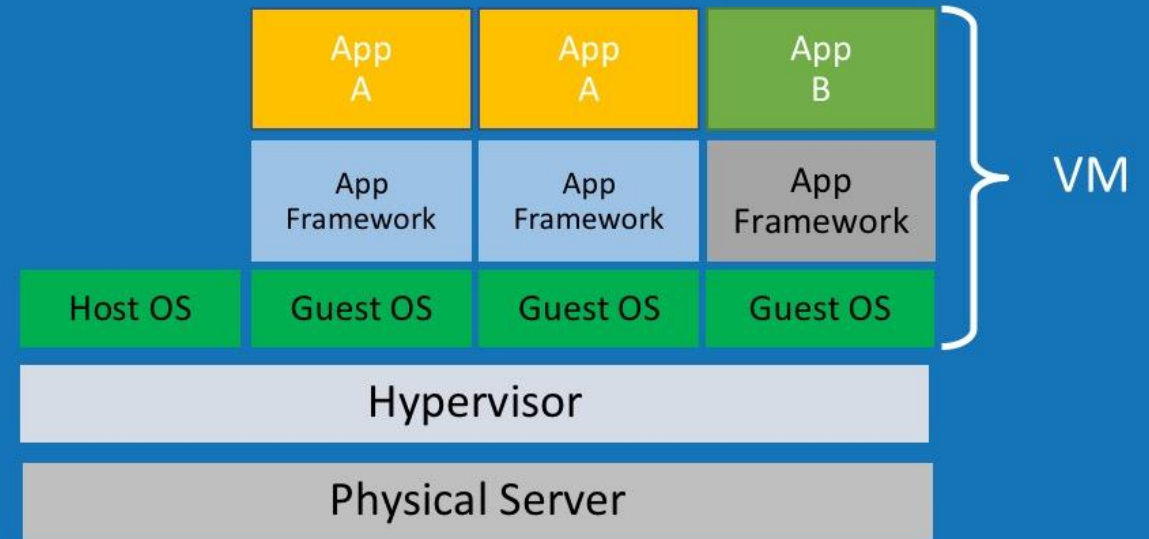 App
A
App
A
App
B
App
Framework
App
Framework
App
Framework
VM
Host OS
Guest OS
Guest OS
Guest OS
Hypervisor
Physical Server